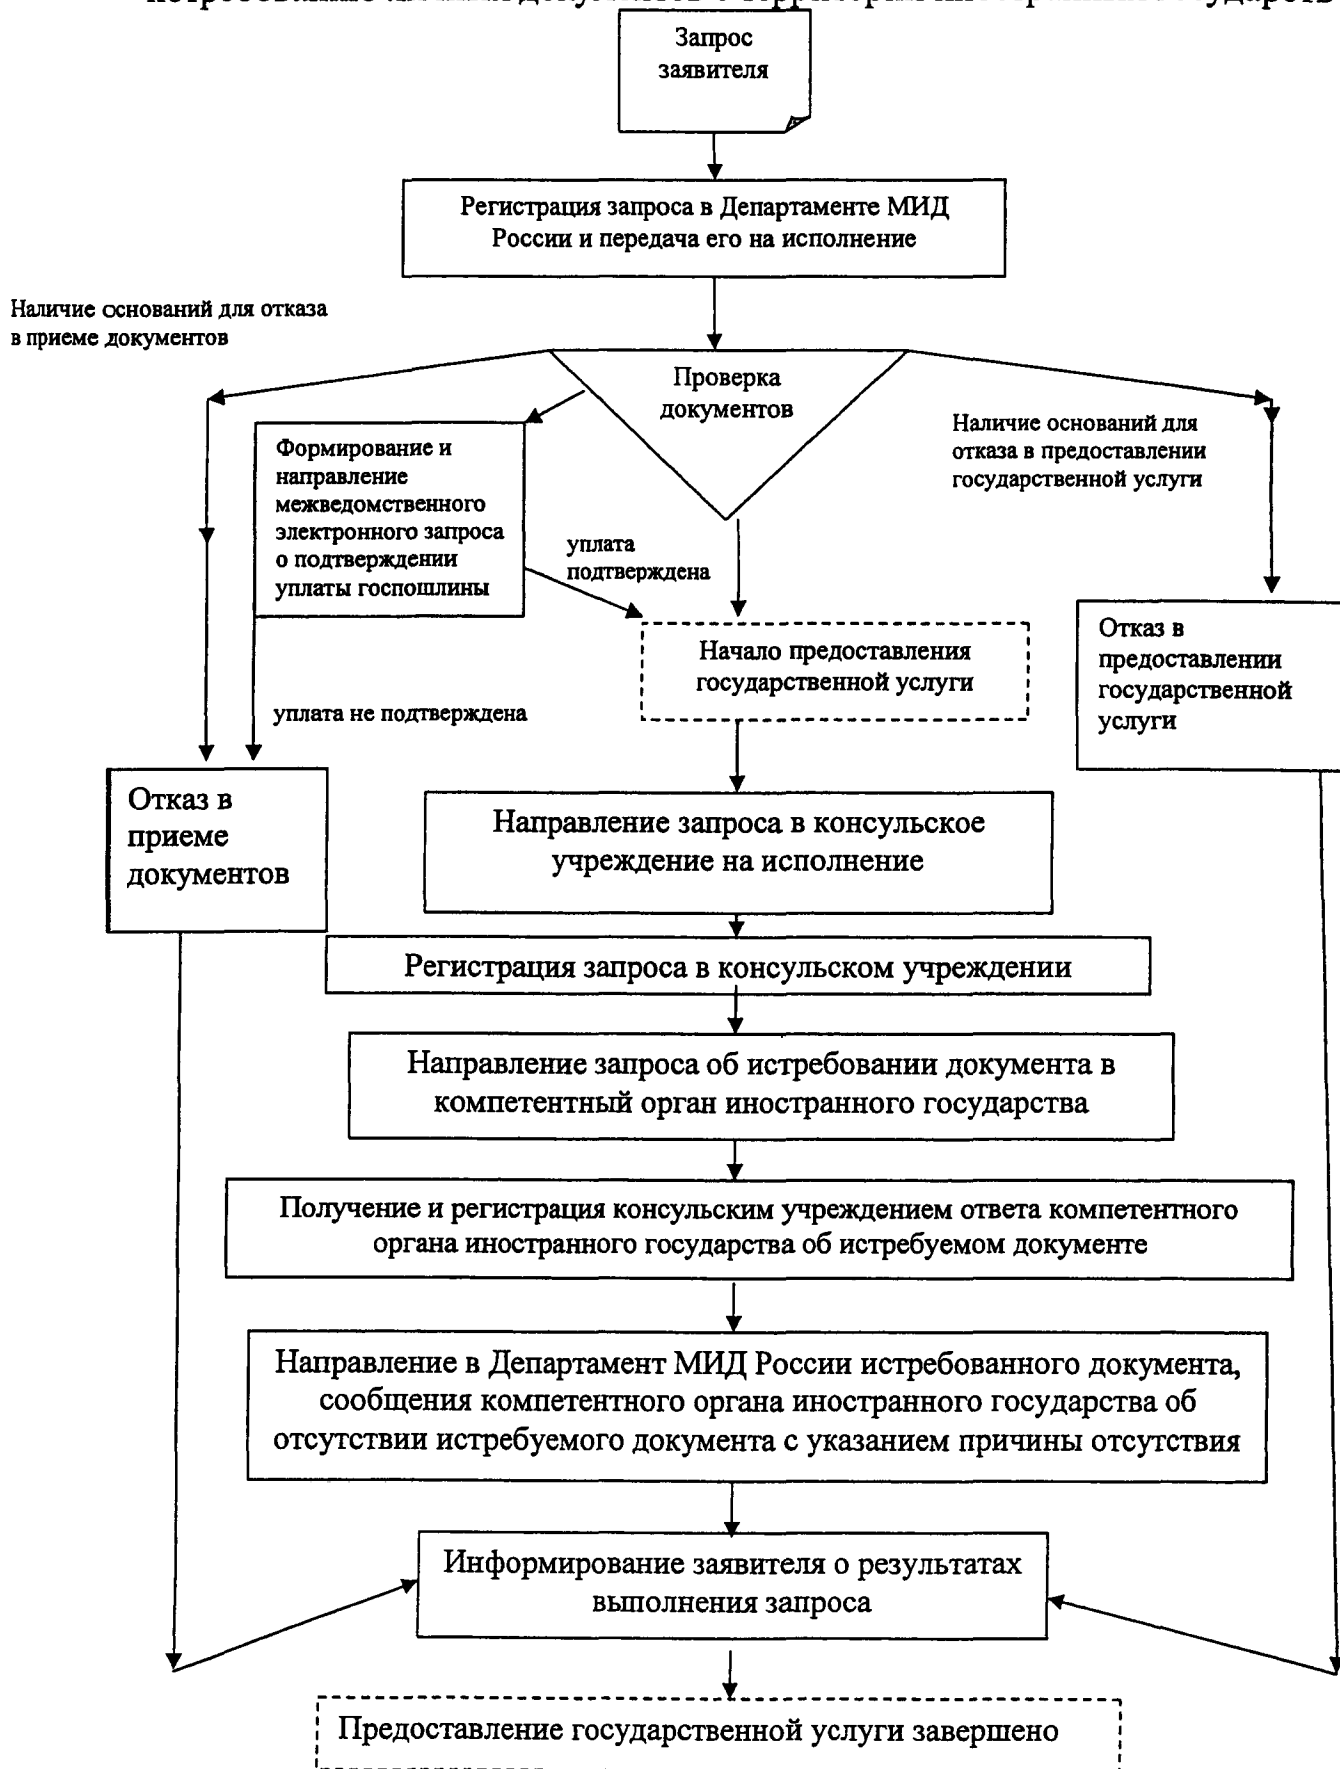 Запрос
заявителя
Регистрация запроса в Департаменте МИД
России и передача его на исполнение
Наличие оснований для отказа
в приеме документов
Проверка
документов
Наличие оснований для
отказа в предоставлении
государственной услуги
Формирование и
направление
межведомственного
электронного запроса
о подтверждении
уплаты госпошлины
уплата
подтверждена
Начало предоставления
государственной услуги
Отказ в
предоставлении
государственной
услуги
уплата не подтверждена
Отказ в
приеме
документов
Направление запроса в консульское
учреждение на исполнение
Регистрация запроса в консульском учреждении
Направление запроса об истребовании документа в
компетентный орган иностранного государства
Получение и регистрация консульским учреждением ответа компетентного
органа иностранного государства об истребуемом документе
Направление в Департамент МИД России истребованного документа,
сообщения компетентного органа иностранного государства об
отсутствии истребуемого документа с указанием причины отсутствия
Информирование заявителя о результатах
выполнения запроса
Предоставление государственной услуги завершено